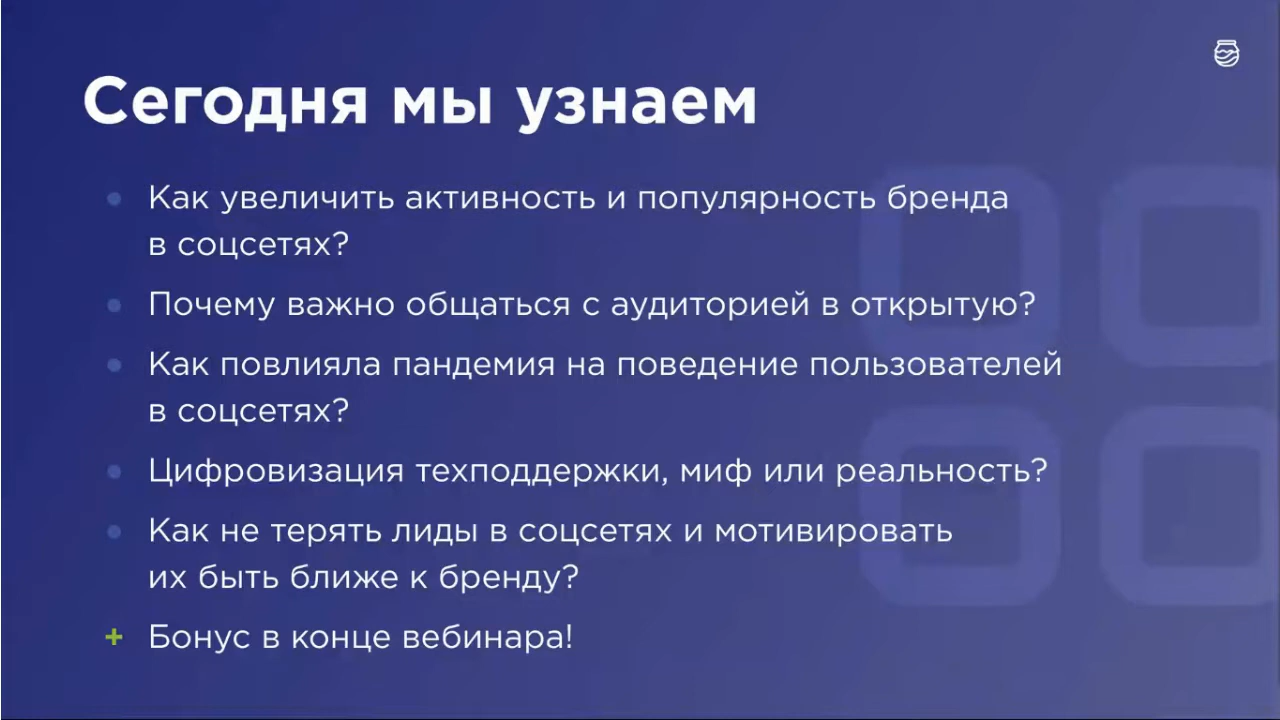 Сегодня мы узнаем
Как увеличить активность и популярность бренда
в соцсетях?
Почему важно общаться с аудиторией в открытую?
Как повлияла пандемия на поведение пользователей
в соцсетях?
Цифровизация техподдержки, миф или реальность?
Как не терять лиды в соцсетях и мотивировать
их быть ближе к бренду?
+ Бонус в конце вебинара!